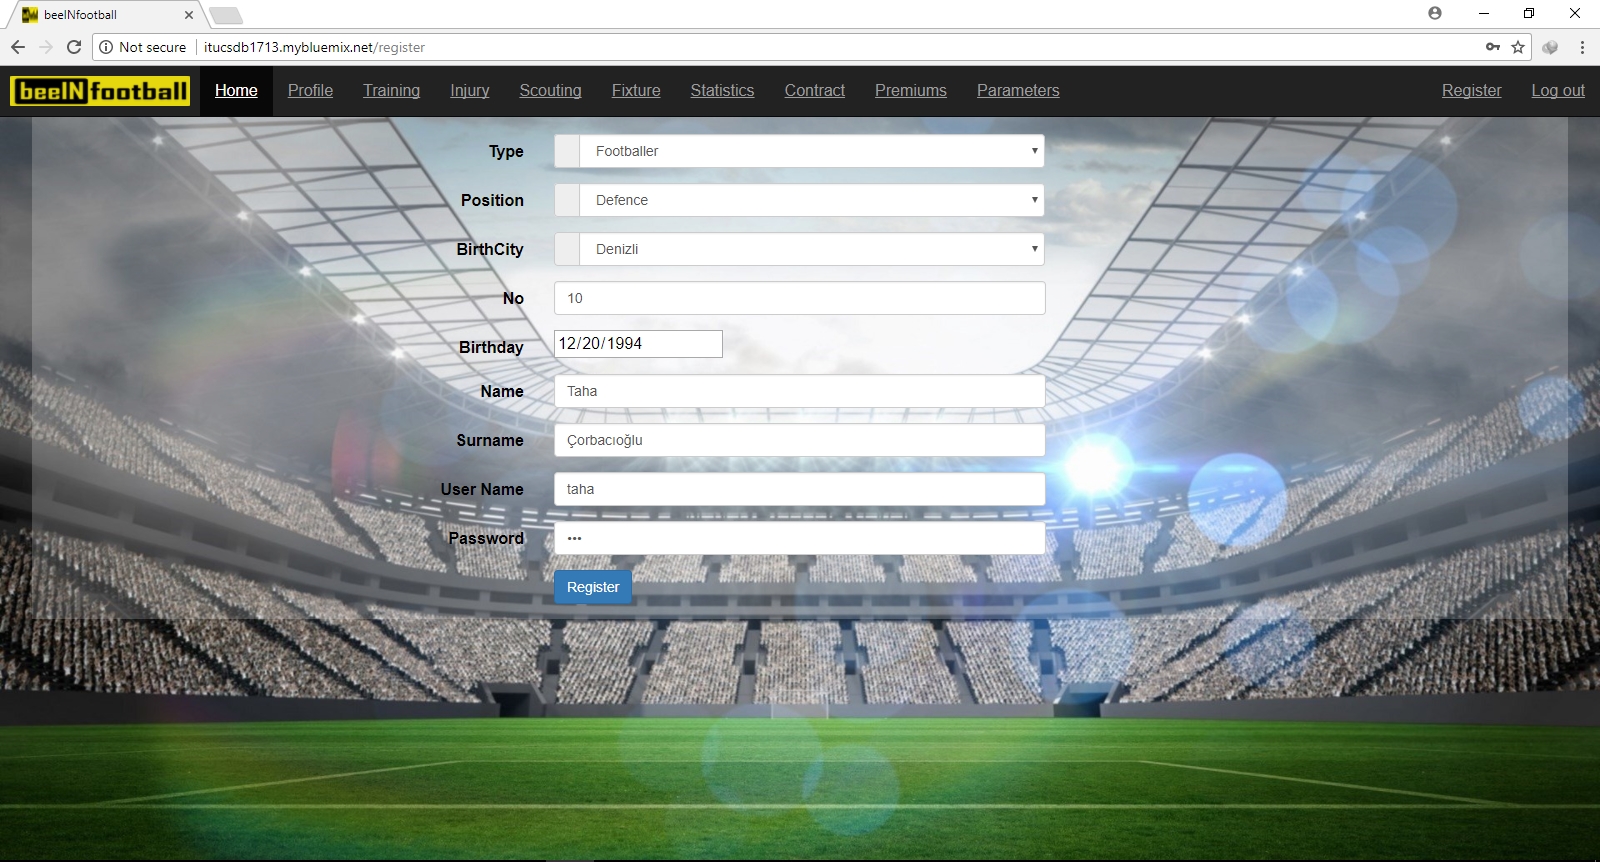 beeINfootball
Not secure itucsdb1713.mybluemix.net/register
beeINfootball Home Profile Training Injury Scouting Fixture Statistics Contract Premiums Parameters Register Log out
Type Footballer
Position Defence
BirthCity Denizli
No 10
Birthday 12/20/1994
Name Taha
Surname Çorbacıoğlu
User Name taha
Password •••
Register